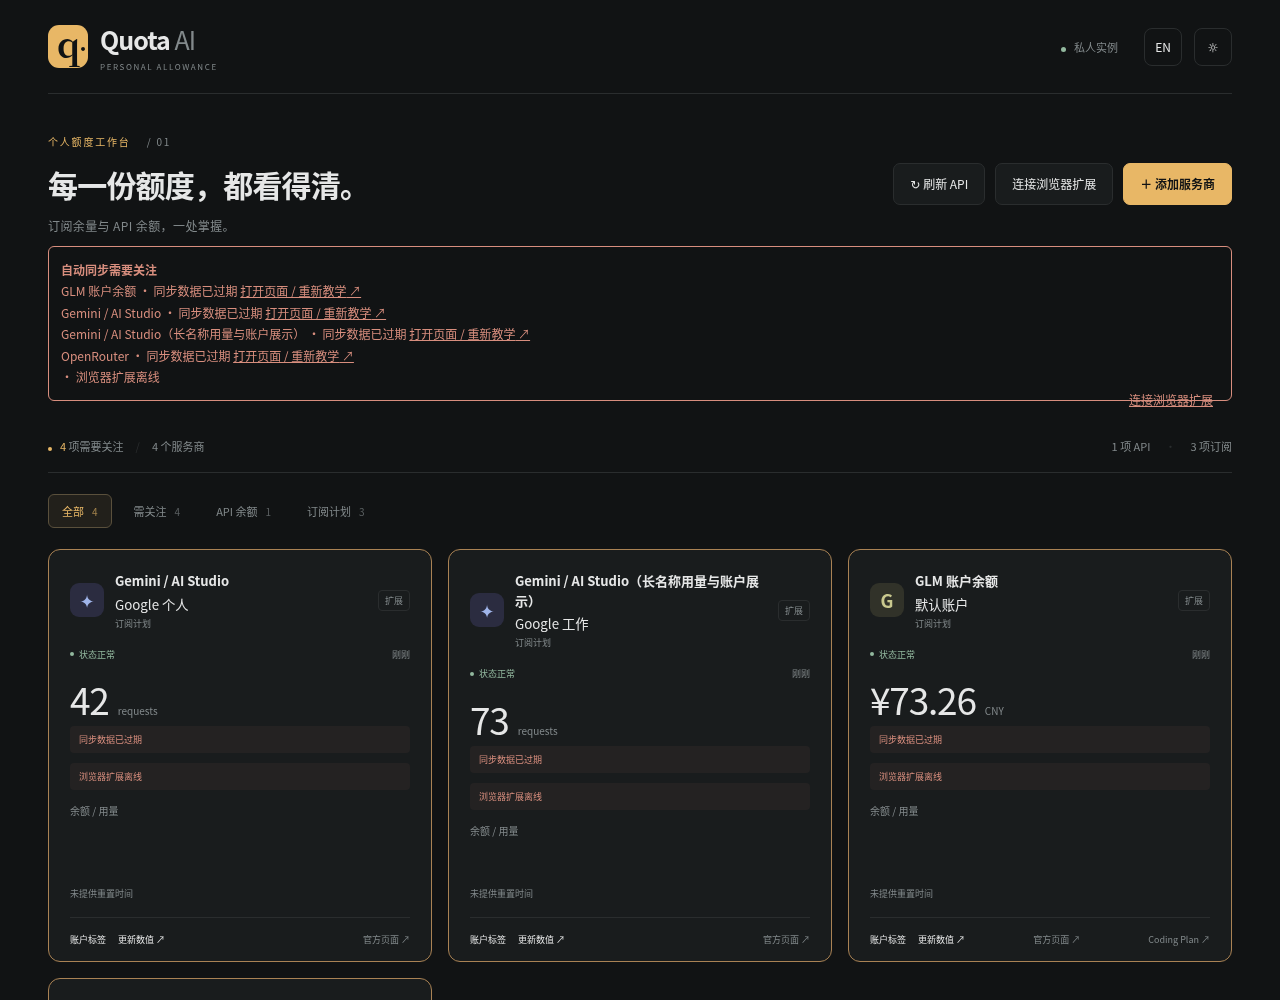 q.
Quota AI
PERSONAL ALLOWANCE
私人实例
EN
个人额度工作台 / 01
每一份额度，都看得清。
订阅余量与 API 余额，一处掌握。
↻ 刷新 API
连接浏览器扩展
＋ 添加服务商
自动同步需要关注
GLM 账户余额 · 同步数据已过期 打开页面 / 重新教学 ↗
Gemini / AI Studio · 同步数据已过期 打开页面 / 重新教学 ↗
Gemini / AI Studio（长名称用量与账户展示） · 同步数据已过期 打开页面 / 重新教学 ↗
OpenRouter · 同步数据已过期 打开页面 / 重新教学 ↗
· 浏览器扩展离线
连接浏览器扩展
4 项需要关注 / 4 个服务商
1 项 API · 3 项订阅
全部 4
需关注 4
API 余额 1
订阅计划 3
Gemini / AI Studio
Google 个人
订阅计划
扩展
状态正常
刚刚
42 requests
同步数据已过期
浏览器扩展离线
余额 / 用量
未提供重置时间
账户标签 更新数值 ↗ 官方页面 ↗
Gemini / AI Studio（长名称用量与账户展
示）
Google 工作
订阅计划
扩展
状态正常
刚刚
73 requests
同步数据已过期
浏览器扩展离线
余额 / 用量
未提供重置时间
账户标签 更新数值 ↗ 官方页面 ↗
G
GLM 账户余额
默认账户
订阅计划
扩展
状态正常
刚刚
¥73.26 CNY
同步数据已过期
浏览器扩展离线
余额 / 用量
未提供重置时间
账户标签 更新数值 ↗ 官方页面 ↗ Coding Plan ↗